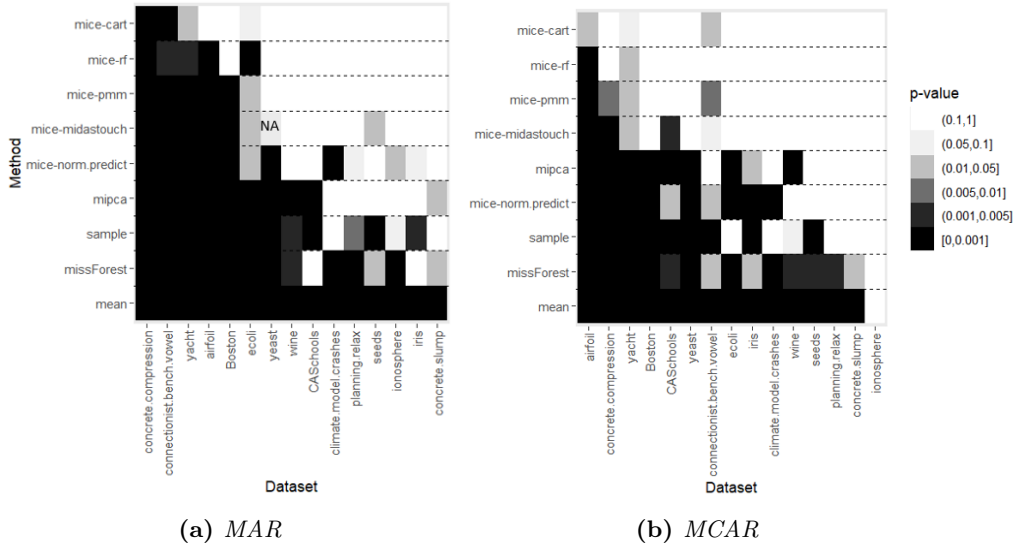 Method
mice-cart
mice-rf
mice-pmm
mice-midastouch
mice-norm.predict
mipca
sample
missForest
mean
NA
concrete.compression
connectionist.bench.vowel
yacht
airfoil
Boston
ecoli
yeast
wine
CASchools
climate.model.crashes
planning.relax
seeds
ionosphere
iris
concrete.slump
Dataset
(a) MAR
mice-cart
mice-rf
mice-pmm
mice-midastouch
mipca
mice-norm.predict
sample
missForest
mean
airfoil
concrete.compression
yacht
Boston
CASchools
yeast
connectionist.bench.vowel
ecoli
iris
climate.model.crashes
wine
seeds
planning.relax
concrete.slump
ionosphere
Dataset
(b) MCAR
p-value
(0.1,1]
(0.05,0.1]
(0.01,0.05]
(0.005,0.01]
(0.001,0.005]
[0,0.001]